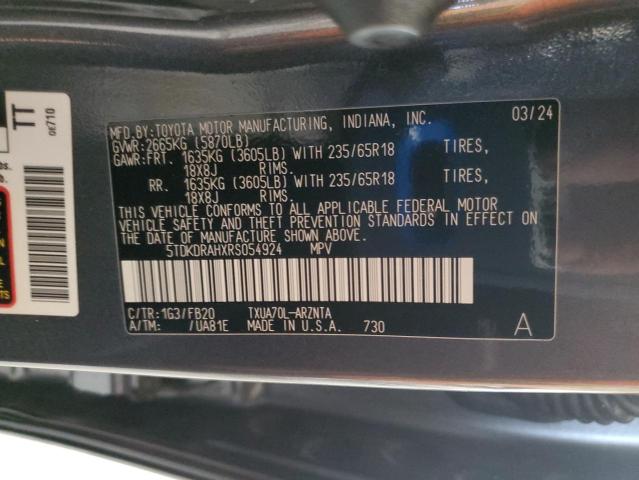 TT
0E710
MFD.BY:TOYOTA MOTOR MANUFACTURING, INDIANA, INC. 03/24
GVWR:2665KG (5870LB)
GAWR:FRT. 1635KG (3605LB) WITH 235/65R18 TIRES,
18X8J RIMS.
RR. 1635KG (3605LB) WITH 235/65R18 TIRES,
18X8J RIMS.
THIS VEHICLE CONFORMS TO ALL APPLICABLE FEDERAL MOTOR
VEHICLE SAFETY AND THEFT PREVENTION STANDARDS IN EFFECT ON
THE DATE OF MANUFACTURE SHOWN ABOVE.
5TDKDRAHXRS054924 MPV
C/TR:1G3/FB20 TXUA70L-ARZNTA
A/TM: /UA81E MADE IN U.S.A. 730 A